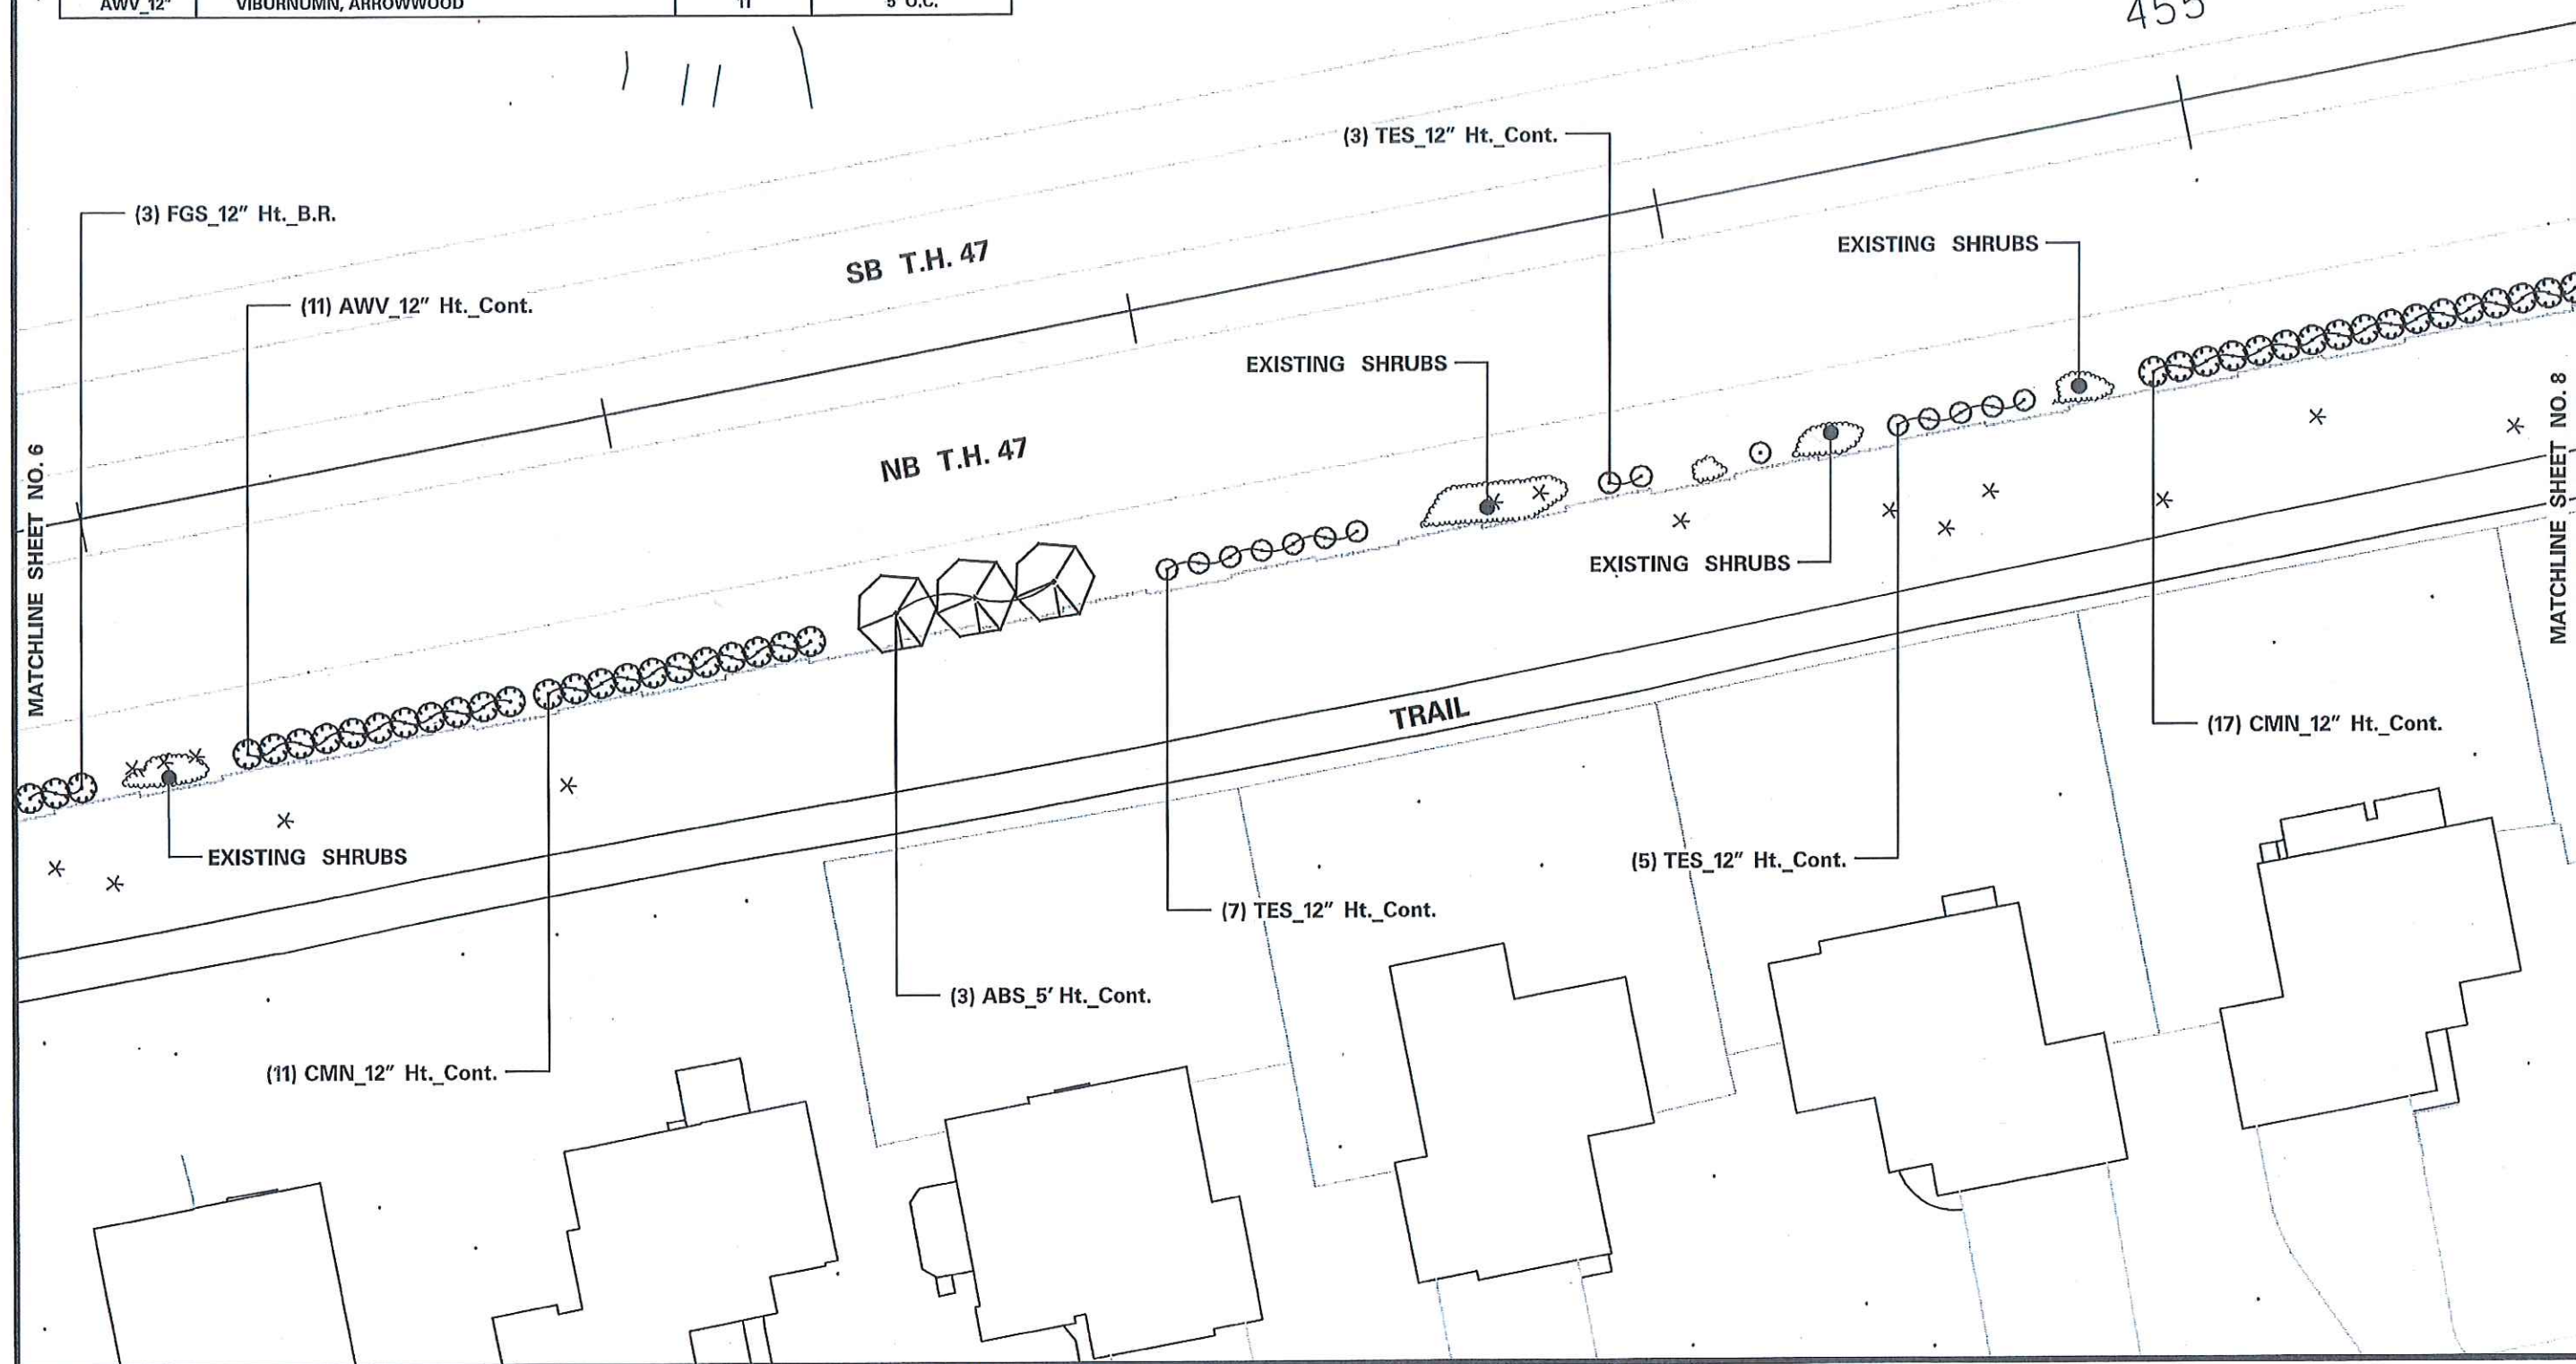 AWV_12" VIBURNUMN, ARROWWOOD 11 5' O.C.
455
(3) TES_12" Ht._Cont.
(3) FGS_12" Ht._B.R.
SB T.H. 47
EXISTING SHRUBS
(11) AWV_12" Ht._Cont.
EXISTING SHRUBS
NB T.H. 47
MATCHLINE SHEET NO. 6
MATCHLINE SHEET NO. 8
EXISTING SHRUBS
TRAIL
(17) CMN_12" Ht._Cont.
EXISTING SHRUBS
(5) TES_12" Ht._Cont.
(7) TES_12" Ht._Cont.
(3) ABS_5' Ht._Cont.
(11) CMN_12" Ht._Cont.